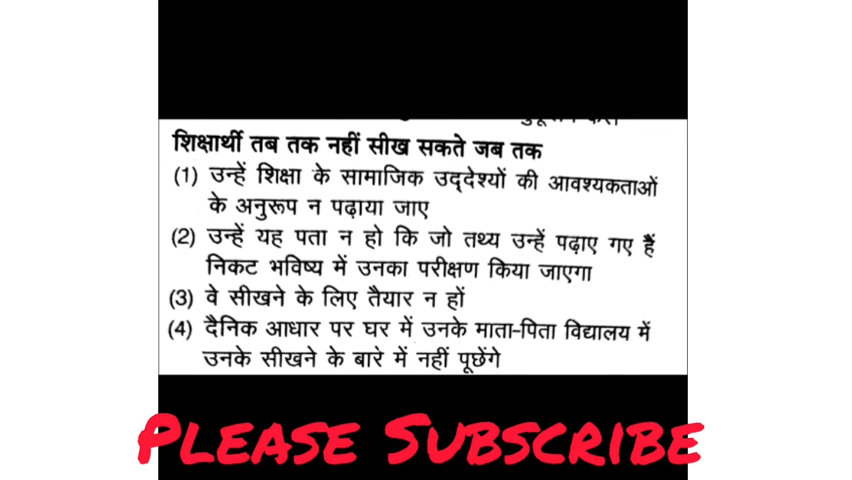 शिक्षार्थी तब तक नहीं सीख सकते जब तक
(1) उन्हें शिक्षा के सामाजिक उद्देश्यों की आवश्यकताओं
के अनुरूप न पढ़ाया जाए
(2) उन्हें यह पता न हो कि जो तथ्य उन्हें पढ़ाए गए हैं
निकट भविष्य में उनका परीक्षण किया जाएगा
(3) वे सीखने के लिए तैयार न हों
(4) दैनिक आधार पर घर में उनके माता-पिता विद्यालय में
उनके सीखने के बारे में नहीं पूछेंगे
Please Subscribe